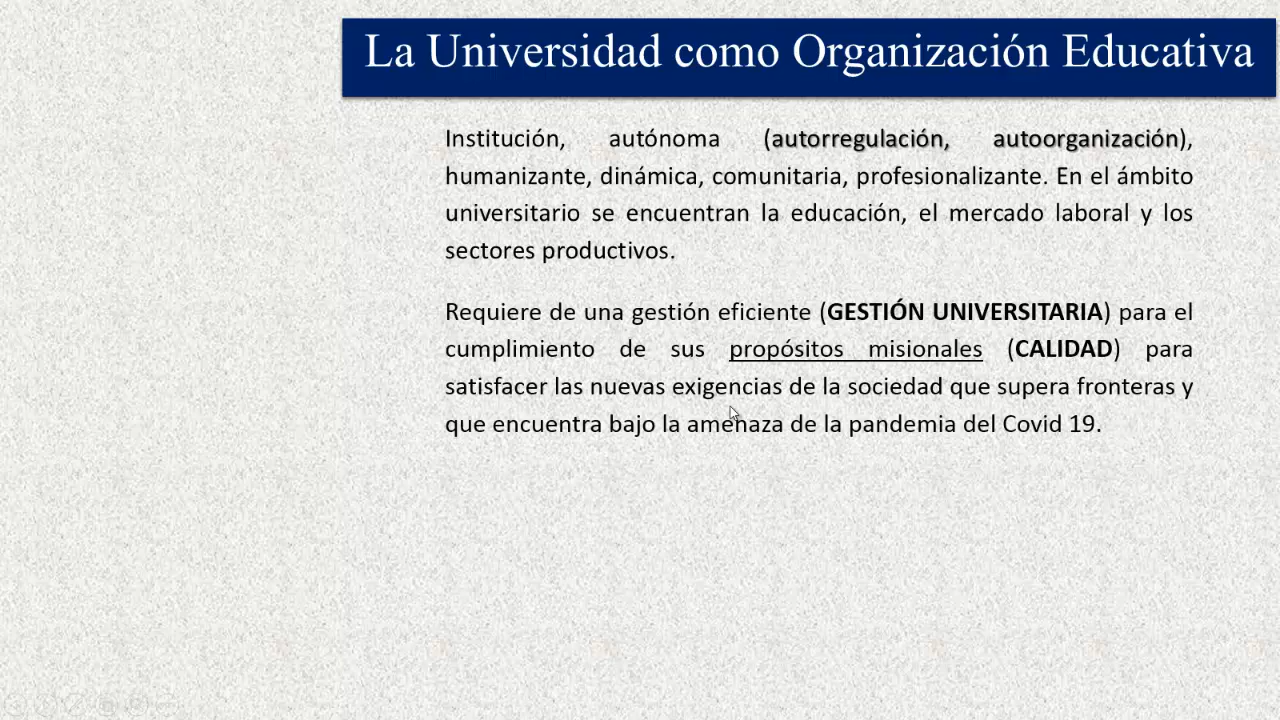 La Universidad como Organización Educativa
Institución, autónoma (autorregulación, autoorganización),
humanizante, dinámica, comunitaria, profesionalizante. En el ámbito
universitario se encuentran la educación, el mercado laboral y los
sectores productivos.
Requiere de una gestión eficiente (GESTIÓN UNIVERSITARIA) para el
cumplimiento de sus propósitos misionales (CALIDAD) para
satisfacer las nuevas exigencias de la sociedad que supera fronteras y
que encuentra bajo la amenaza de la pandemia del Covid 19.